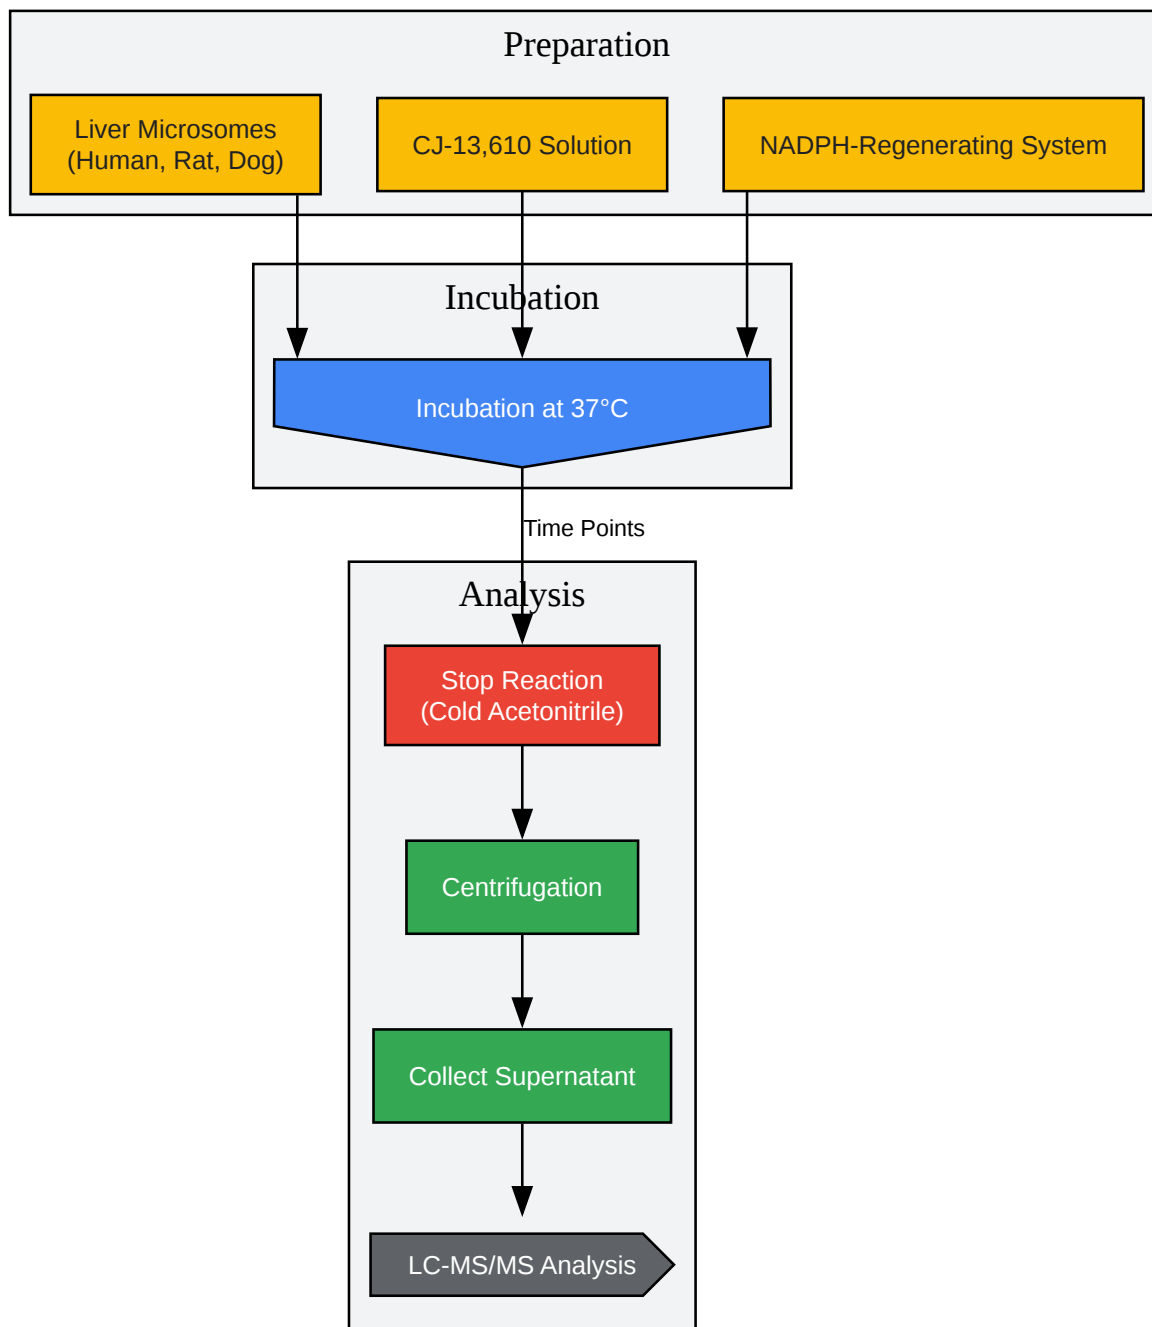 Preparation
Liver Microsomes
(Human, Rat, Dog)
CJ-13,610 Solution
NADPH-Regenerating System
Incubation
Incubation at 37°C
Time Points
Analysis
Stop Reaction
(Cold Acetonitrile)
Centrifugation
Collect Supernatant
LC-MS/MS Analysis